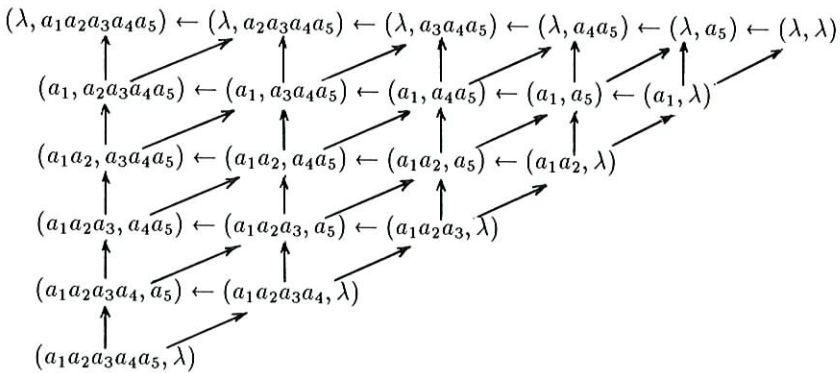 (λ, a₁a₂a₃a₄a₅) ← (λ, a₂a₃a₄a₅) ← (λ, a₃a₄a₅) ← (λ, a₄a₅) ← (λ, a₅) ← (λ, λ)
(a₁, a₂a₃a₄a₅) ← (a₁, a₃a₄a₅) ← (a₁, a₄a₅) ← (a₁, a₅) ← (a₁, λ)
(a₁a₂, a₃a₄a₅) ← (a₁a₂, a₄a₅) ← (a₁a₂, a₅) ← (a₁a₂, λ)
(a₁a₂a₃, a₄a₅) ← (a₁a₂a₃, a₅) ← (a₁a₂a₃, λ)
(a₁a₂a₃a₄, a₅) ← (a₁a₂a₃a₄, λ)
(a₁a₂a₃a₄a₅, λ)